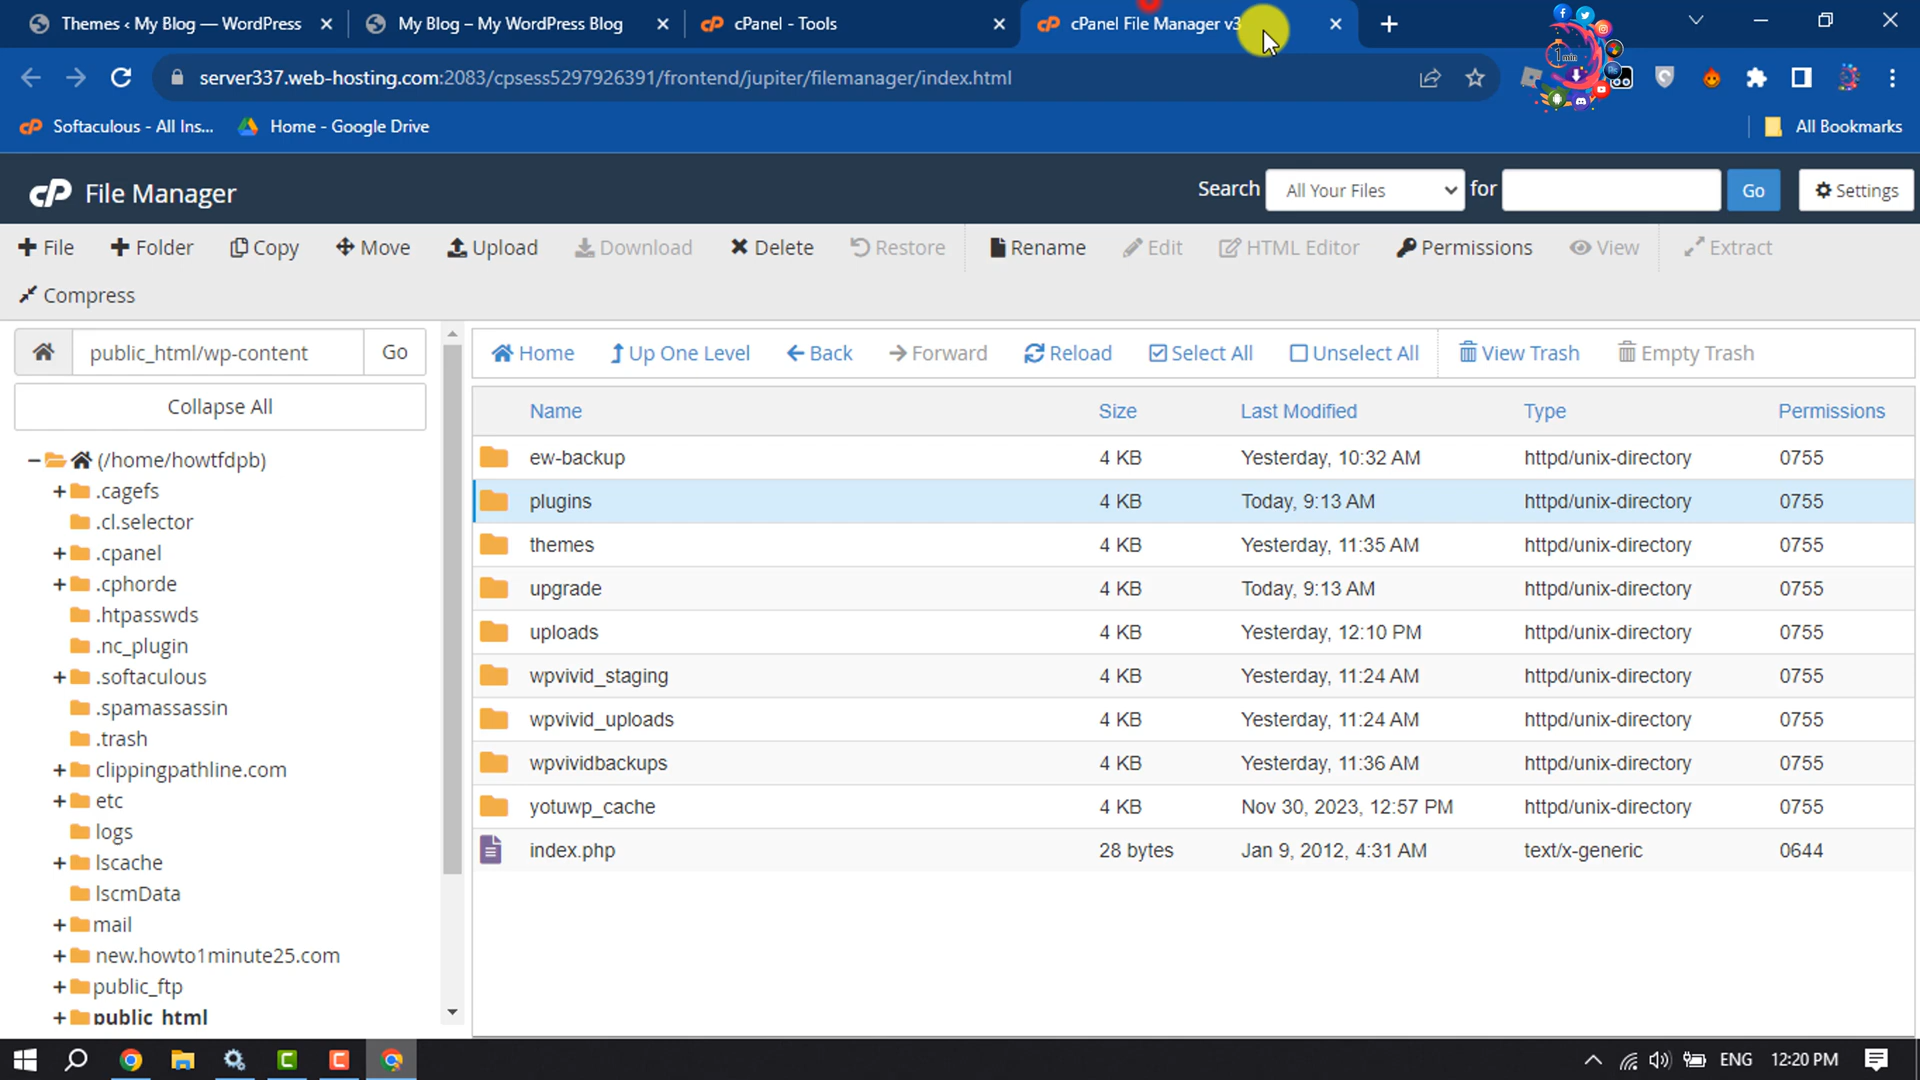 Themes ‹ My Blog — WordPress
My Blog – My WordPress Blog
cPanel - Tools
cPanel File Manager v3
server337.web-hosting.com:2083/cpsess5297926391/frontend/jupiter/filemanager/index.html
1min
Softaculous - All Ins...
Home - Google Drive
All Bookmarks
cP File Manager
Search All Your Files for Go Settings
File Folder Copy Move Upload Download Delete Restore Rename Edit HTML Editor Permissions View Extract
Compress
public_html/wp-content Go
Home Up One Level Back Forward Reload Select All Unselect All View Trash Empty Trash
Collapse All
(/home/howtfdpb)
.cagefs
.cl.selector
.cpanel
.cphorde
.htpasswds
.nc_plugin
.softaculous
.spamassassin
.trash
clippingpathline.com
etc
logs
lscache
lscmData
mail
new.howto1minute25.com
public_ftp
public_html
Name Size Last Modified Type Permissions
ew-backup 4 KB Yesterday, 10:32 AM httpd/unix-directory 0755
plugins 4 KB Today, 9:13 AM httpd/unix-directory 0755
themes 4 KB Yesterday, 11:35 AM httpd/unix-directory 0755
upgrade 4 KB Today, 9:13 AM httpd/unix-directory 0755
uploads 4 KB Yesterday, 12:10 PM httpd/unix-directory 0755
wpvivid_staging 4 KB Yesterday, 11:24 AM httpd/unix-directory 0755
wpvivid_uploads 4 KB Yesterday, 11:24 AM httpd/unix-directory 0755
wpvividbackups 4 KB Yesterday, 11:36 AM httpd/unix-directory 0755
yotuwp_cache 4 KB Nov 30, 2023, 12:57 PM httpd/unix-directory 0755
index.php 28 bytes Jan 9, 2012, 4:31 AM text/x-generic 0644
ENG 12:20 PM